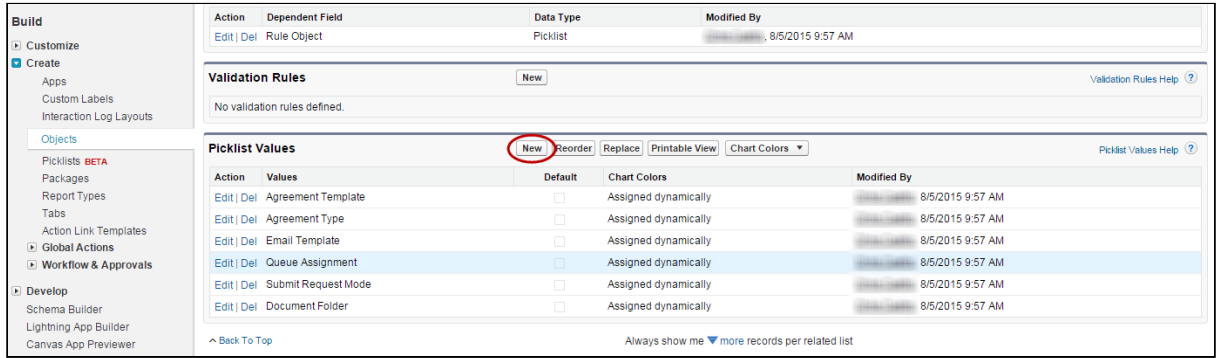 Build
Customize
Create
Apps
Custom Labels
Interaction Log Layouts
Objects
Picklists BETA
Packages
Report Types
Tabs
Action Link Templates
Global Actions
Workflow & Approvals
Develop
Schema Builder
Lightning App Builder
Canvas App Previewer
Action Dependent Field Data Type Modified By
Edit | Del Rule Object Picklist , 8/5/2015 9:57 AM
Validation Rules New Validation Rules Help ?
No validation rules defined.
Picklist Values New Reorder Replace Printable View Chart Colors ▼ Picklist Values Help ?
Action Values Default Chart Colors Modified By
Edit | Del Agreement Template Assigned dynamically 8/5/2015 9:57 AM
Edit | Del Agreement Type Assigned dynamically 8/5/2015 9:57 AM
Edit | Del Email Template Assigned dynamically 8/5/2015 9:57 AM
Edit | Del Queue Assignment Assigned dynamically 8/5/2015 9:57 AM
Edit | Del Submit Request Mode Assigned dynamically 8/5/2015 9:57 AM
Edit | Del Document Folder Assigned dynamically 8/5/2015 9:57 AM
Back To Top Always show me ▼ more records per related list